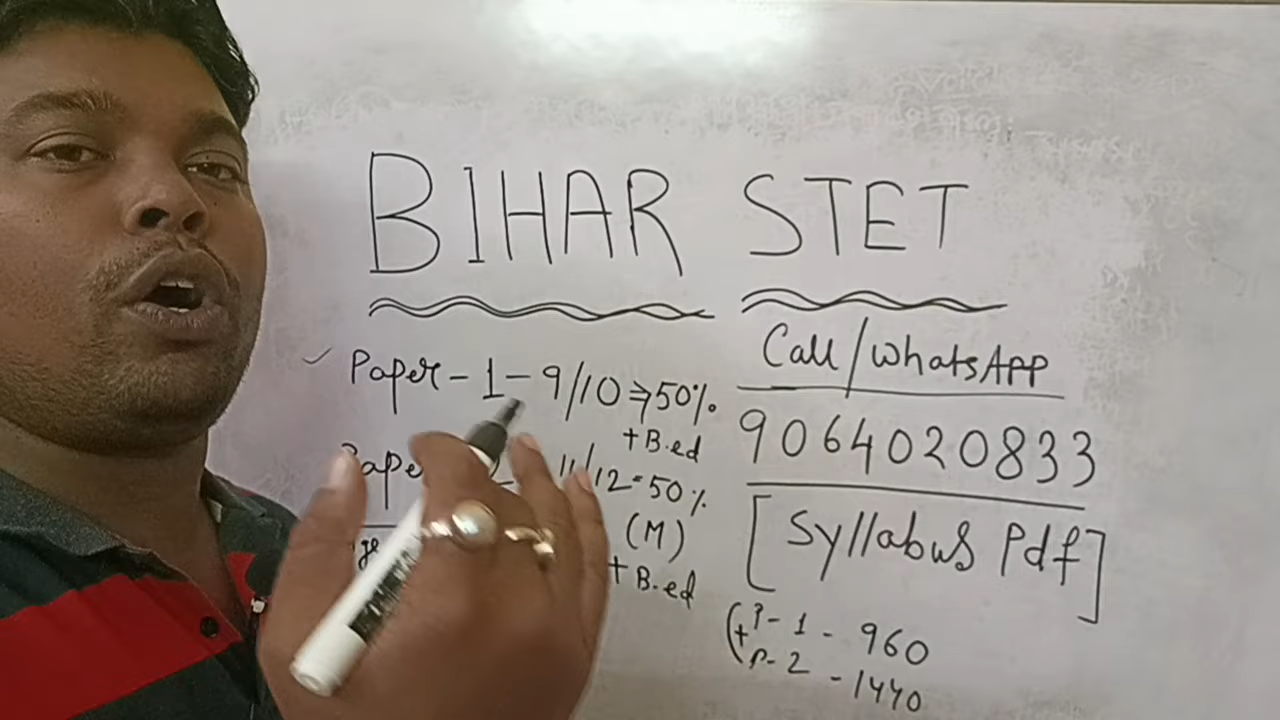 BIHAR STET
Paper - 1 - 9/10 ⇒ 50%
+ B.ed
Paper 2 11/12 = 50%
(M)
+ B.ed
Call/WhatsApp
9064020833
[Syllabus Pdf]
(P - 1 - 960
+
P - 2 - 1440